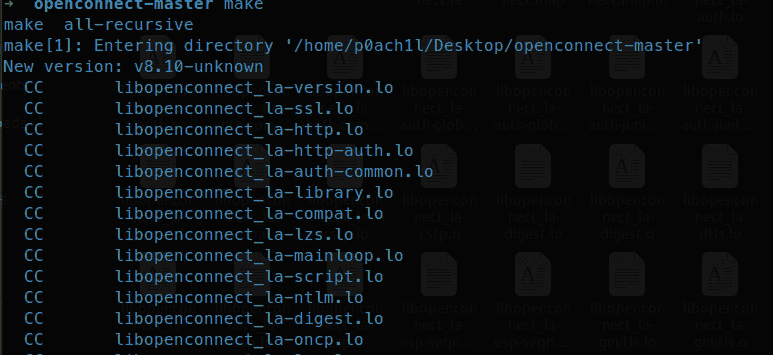 → openconnect-master make
make  all-recursive
make[1]: Entering directory '/home/p0ach1l/Desktop/openconnect-master'
New version: v8.10-unknown
  CC       libopenconnect_la-version.lo
  CC       libopenconnect_la-ssl.lo
  CC       libopenconnect_la-http.lo
  CC       libopenconnect_la-http-auth.lo
  CC       libopenconnect_la-auth-common.lo
  CC       libopenconnect_la-library.lo
  CC       libopenconnect_la-compat.lo
  CC       libopenconnect_la-lzs.lo
  CC       libopenconnect_la-mainloop.lo
  CC       libopenconnect_la-script.lo
  CC       libopenconnect_la-ntlm.lo
  CC       libopenconnect_la-digest.lo
  CC       libopenconnect_la-oncp.lo